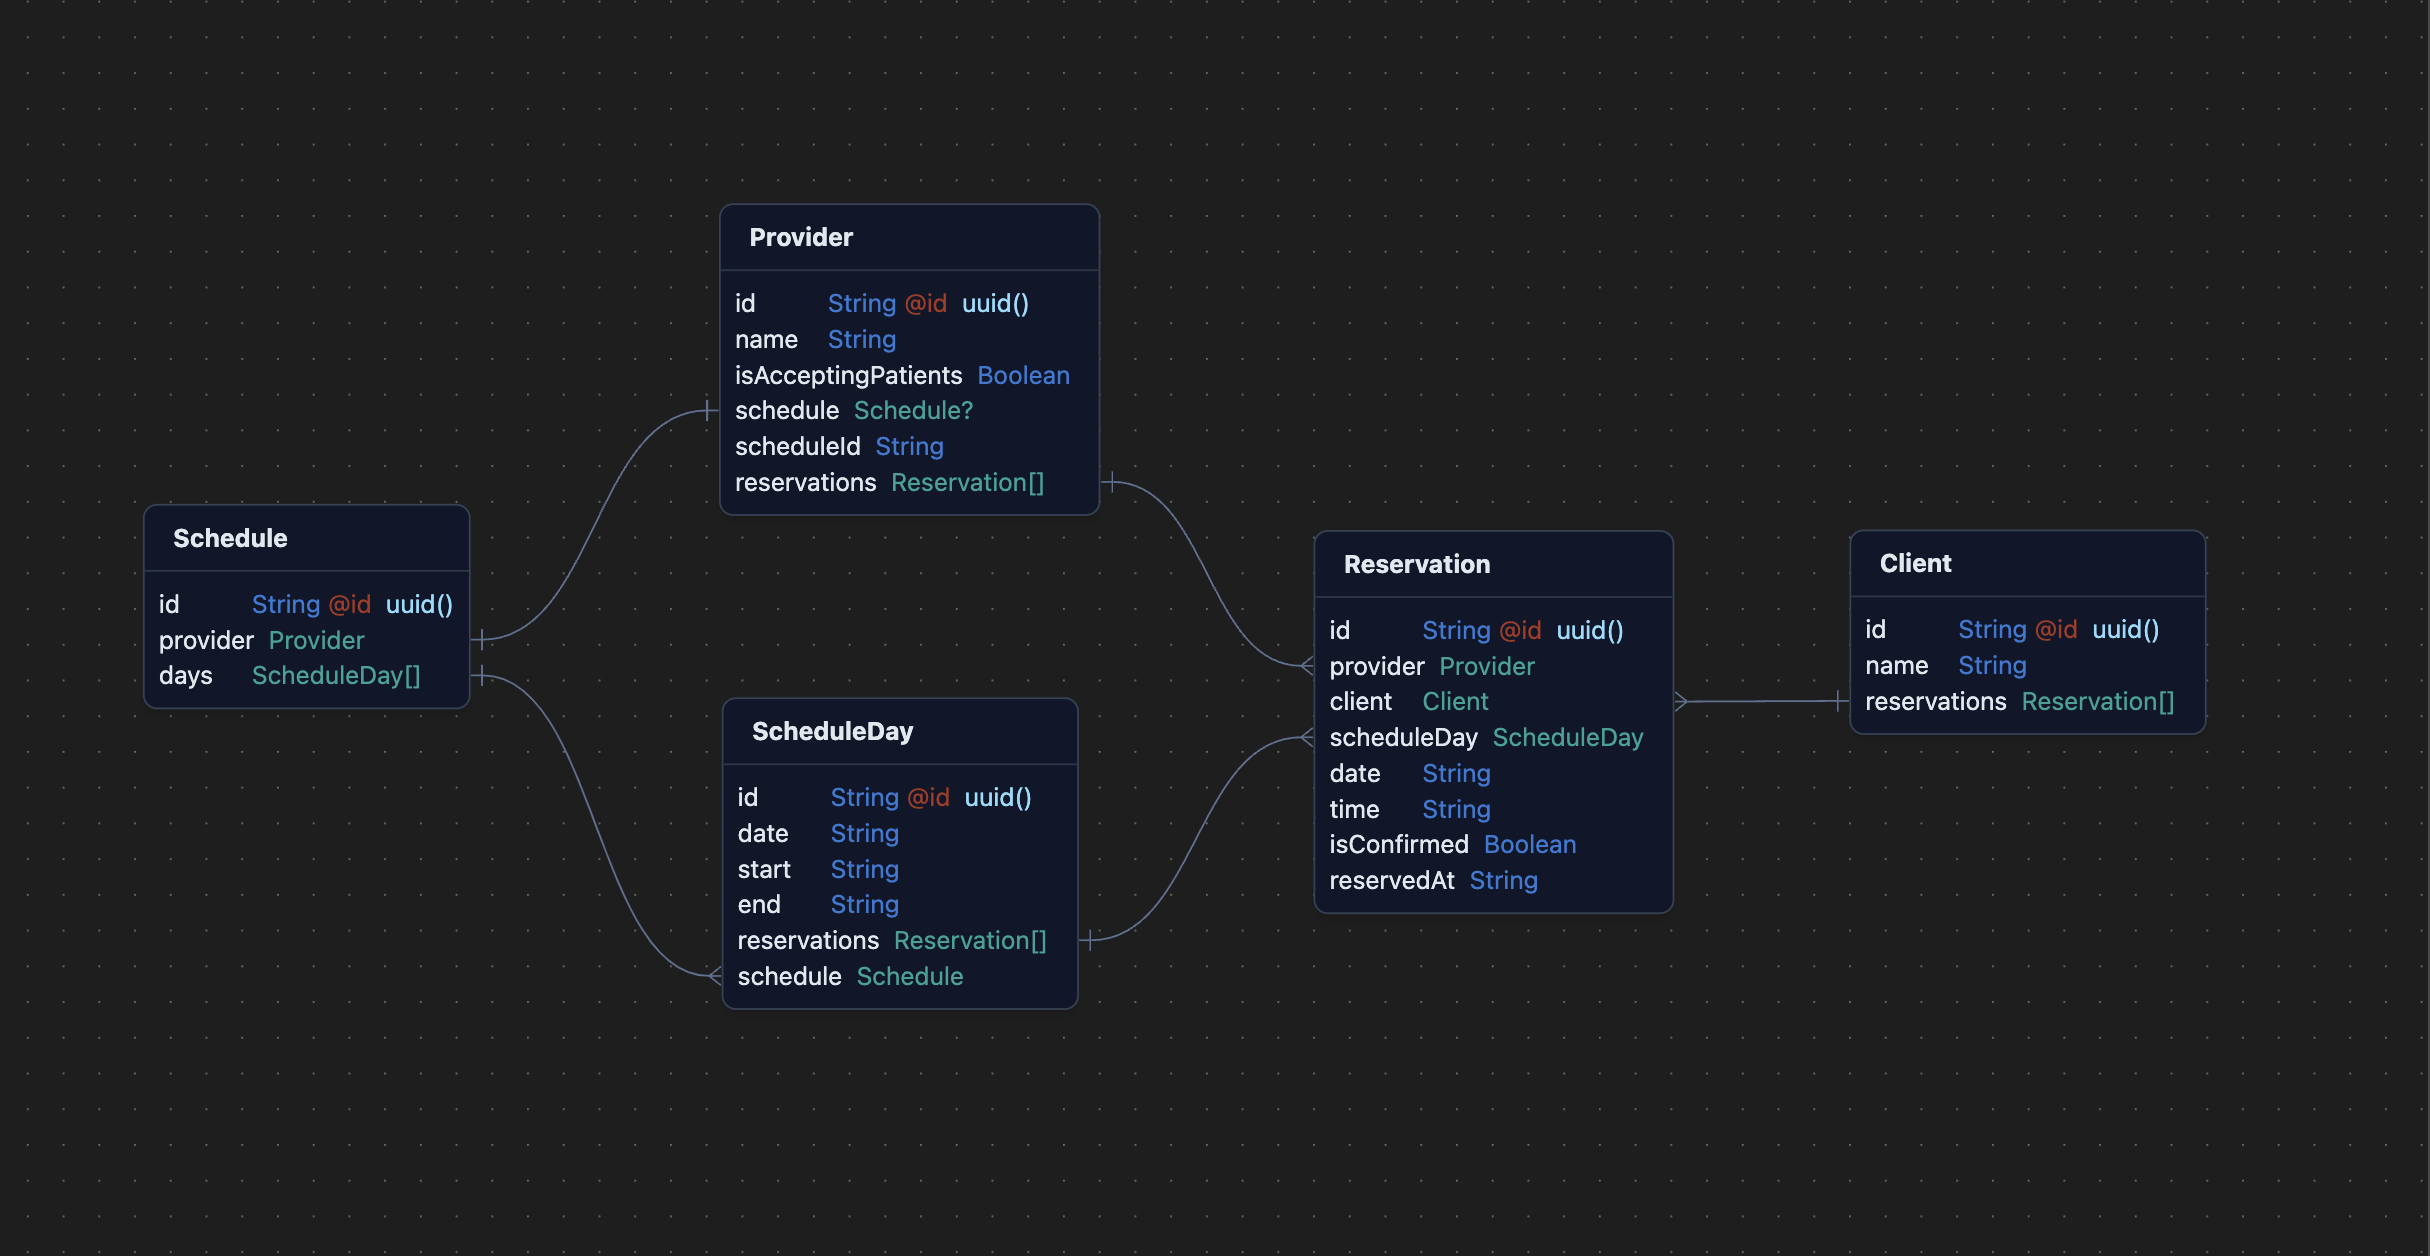 Provider
id String @id uuid()
name String
isAcceptingPatients Boolean
schedule Schedule?
scheduleId String
reservations Reservation[]
Schedule
id String @id uuid()
provider Provider
days ScheduleDay[]
ScheduleDay
id String @id uuid()
date String
start String
end String
reservations Reservation[]
schedule Schedule
Reservation
id String @id uuid()
provider Provider
client Client
scheduleDay ScheduleDay
date String
time String
isConfirmed Boolean
reservedAt String
Client
id String @id uuid()
name String
reservations Reservation[]